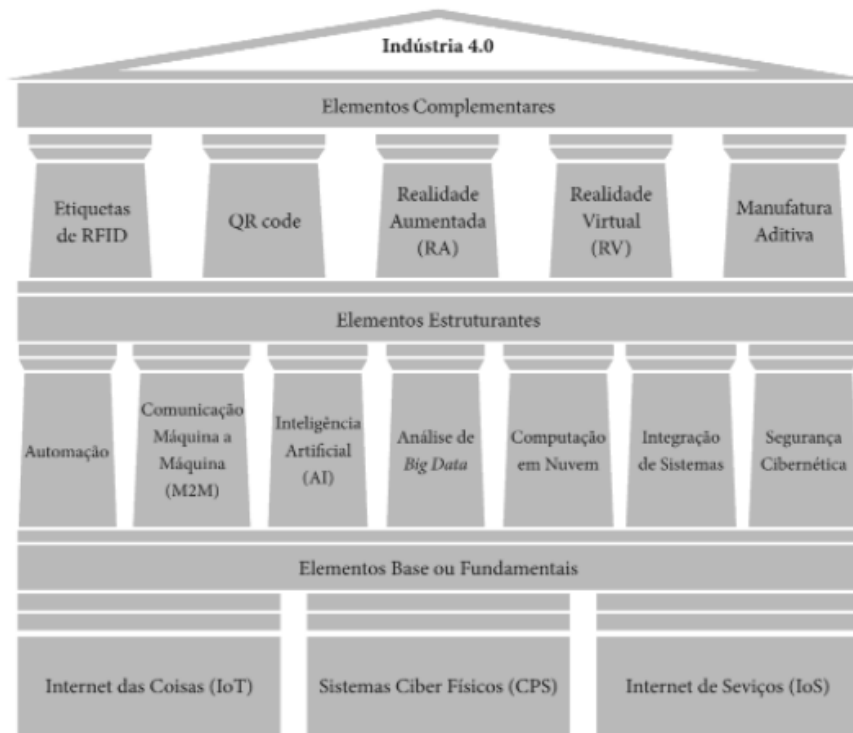 Indústria 4.0
Elementos Complementares
Etiquetas
de RFID
QR code
Realidade
Aumentada
(RA)
Realidade
Virtual
(RV)
Manufatura
Aditiva
Elementos Estruturantes
Automação
Comunicação
Máquina a
Máquina
(M2M)
Inteligência
Artificial
(AI)
Análise de
Big Data
Computação
em Nuvem
Integração
de Sistemas
Segurança
Cibernética
Elementos Base ou Fundamentais
Internet das Coisas (IoT)
Sistemas Ciber Físicos (CPS)
Internet de Seviços (IoS)